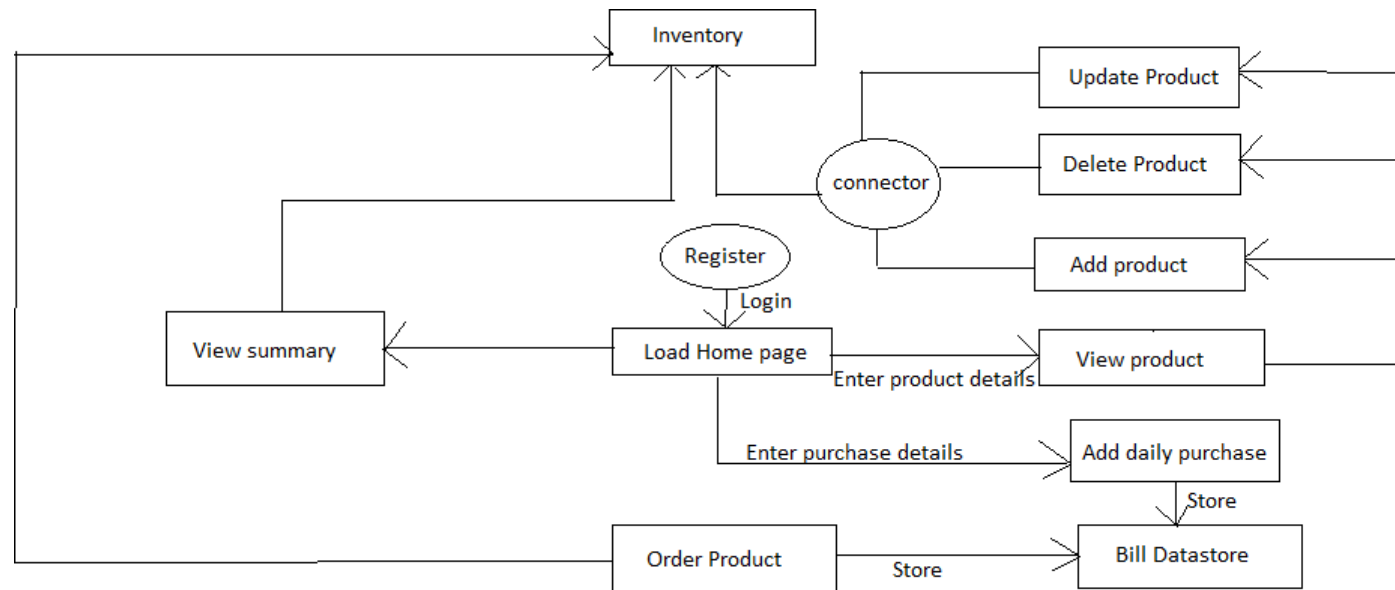 Inventory
Update Product
Delete Product
connector
Register
Add product
Login
View summary
Load Home page
View product
Enter product details
Enter purchase details
Add daily purchase
Store
Order Product
Store
Bill Datastore